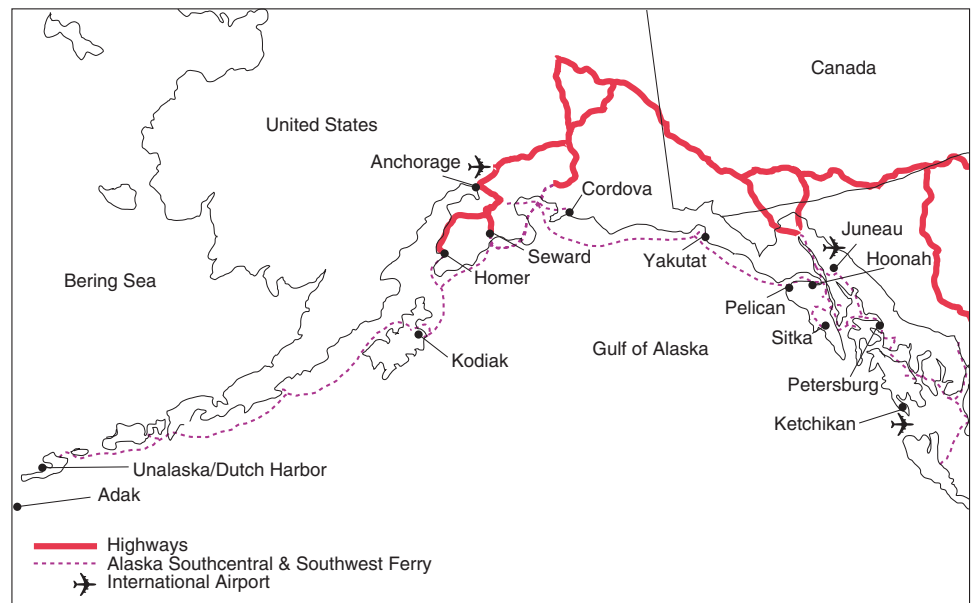 Canada
United States
Anchorage
Cordova
Juneau
Hoonah
Seward
Yakutat
Homer
Bering Sea
Pelican
Sitka
Gulf of Alaska
Kodiak
Petersburg
Ketchikan
Unalaska/Dutch Harbor
Adak
Highways
Alaska Southcentral & Southwest Ferry
International Airport